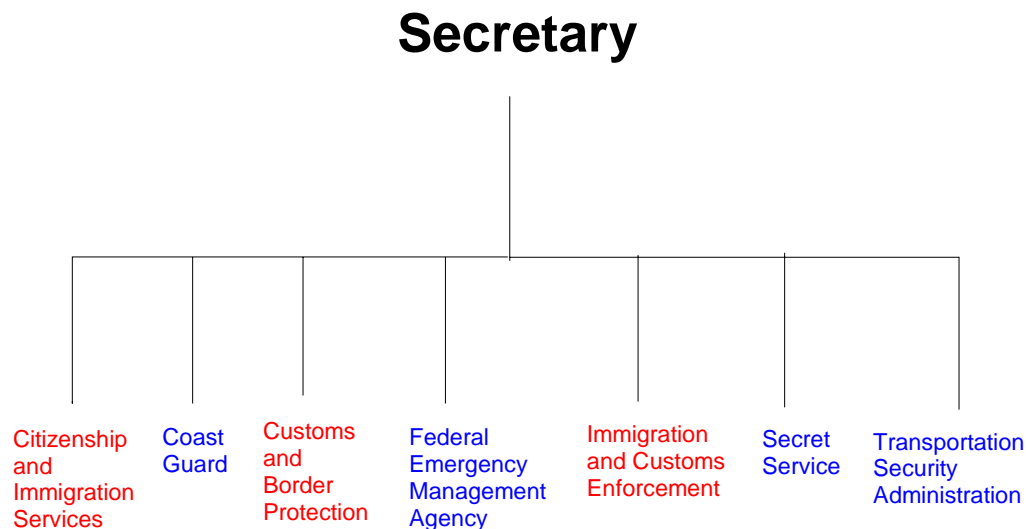 Secretary
Citizenship
and
Immigration
Services
Coast
Guard
Customs
and
Border
Protection
Federal
Emergency
Management
Agency
Immigration
and Customs
Enforcement
Secret
Service
Transportation
Security
Administration